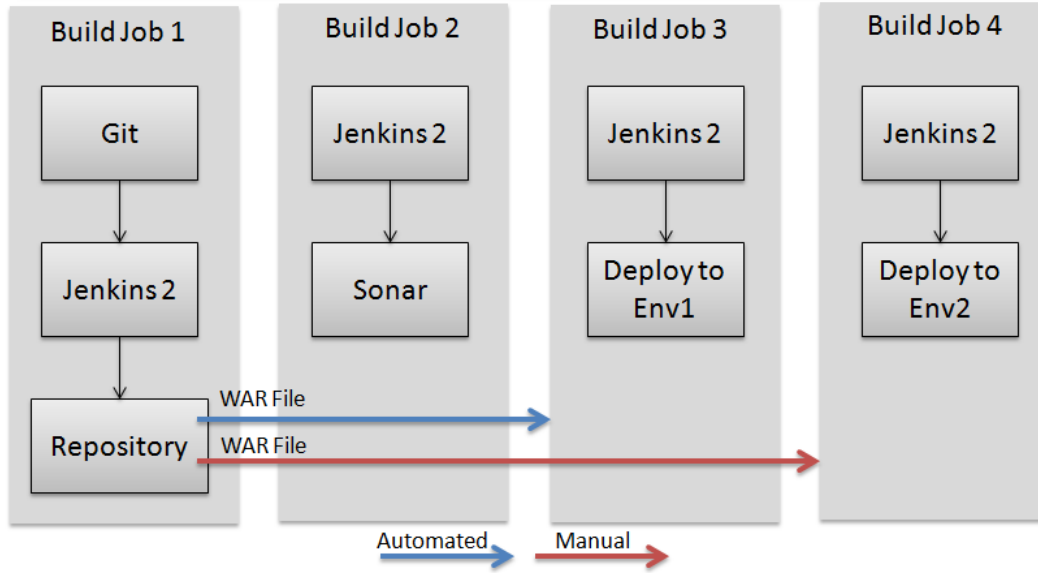 Build Job 1
Git
Jenkins 2
Repository
Build Job 2
Jenkins 2
Sonar
Build Job 3
Jenkins 2
Deploy to
Env1
Build Job 4
Jenkins 2
Deploy to
Env2
WAR File
WAR File
Automated
Manual